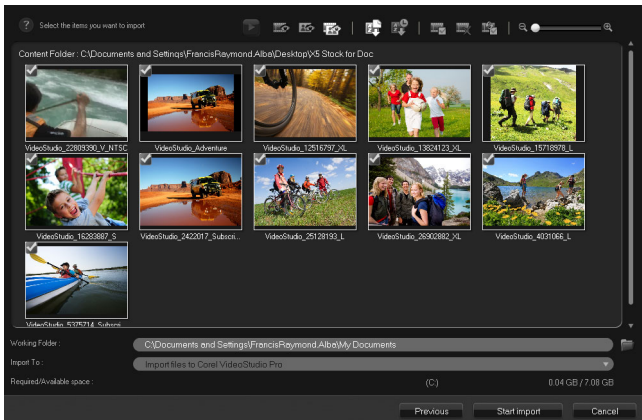 Select the items you want to import
Content Folder : C:\Documents and Settings\FrancisRaymond.Alba\Desktop\X5 Stock for Doc
VideoStudio_22809390_V_NTSC
VideoStudio_Adventure
VideoStudio_12516797_XL
VideoStudio_13824123_XL
VideoStudio_15718978_L
VideoStudio_16283887_S
VideoStudio_2422017_Subscri...
VideoStudio_25128193_L
VideoStudio_26902882_XL
VideoStudio_4031066_L
VideoStudio_5375714_Subscri...
Working Folder :
C:\Documents and Settings\FrancisRaymond.Alba\My Documents
Import To :
Import files to Corel VideoStudio Pro
Required/Available space :
(C:)
0.04 GB / 7.08 GB
Previous
Start import
Cancel